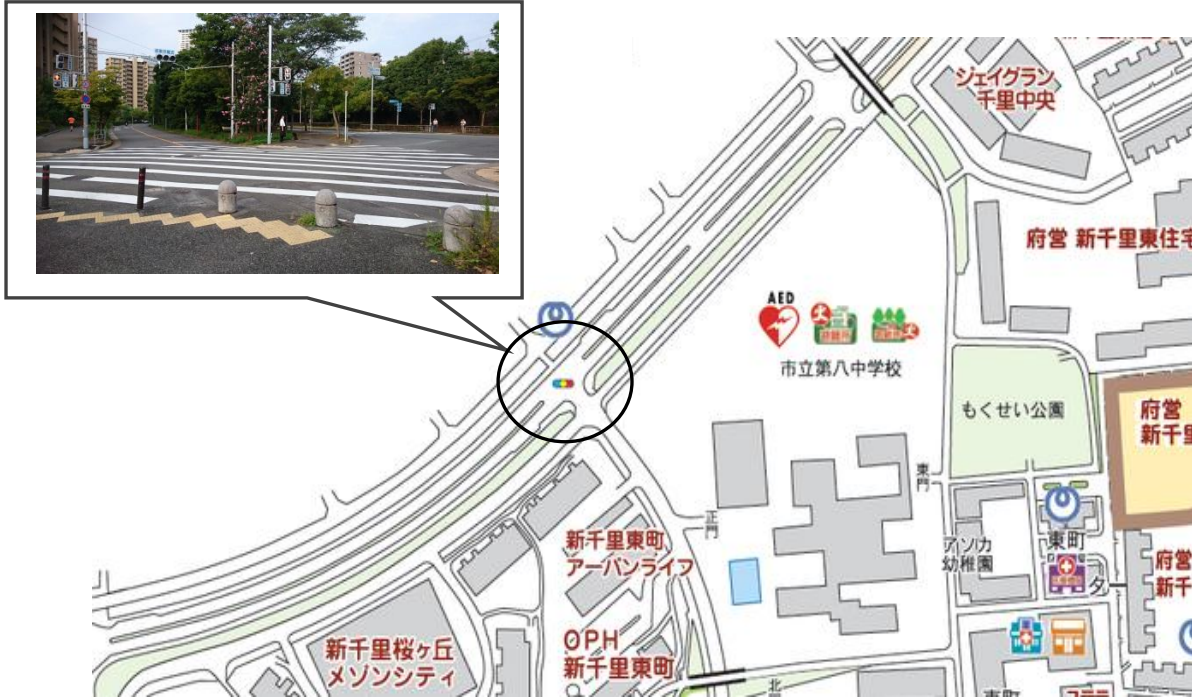 ジェイグラン
千里中央
府営 新千里東住宅
AED
市立第八中学校
もくせい公園
府営
新千里
東門
正門
新千里東町
アーバンライフ
アソカ
幼稚園
東町
府営
新千
新千里桜ヶ丘
メゾンシティ
OPH
新千里東町